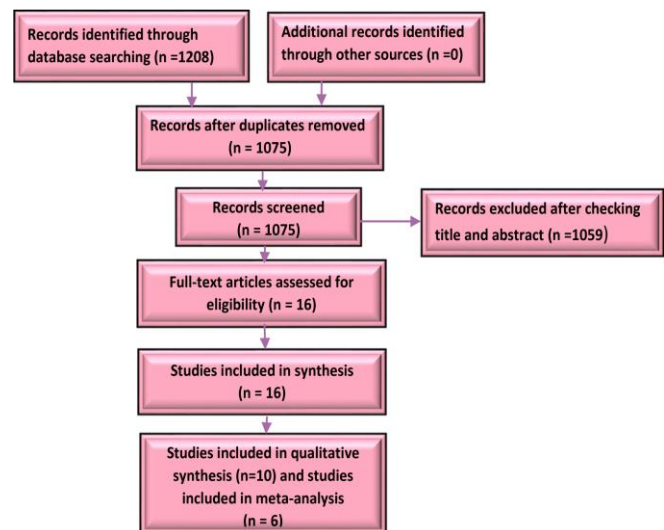 Records identified through
database searching (n =1208)
Additional records identified
through other sources (n =0)
Records after duplicates removed
(n = 1075)
Records screened
(n = 1075)
Records excluded after checking
title and abstract (n =1059)
Full-text articles assessed for
eligibility (n = 16)
Studies included in synthesis
(n = 16)
Studies included in qualitative
synthesis (n=10) and studies
included in meta-analysis
(n = 6)